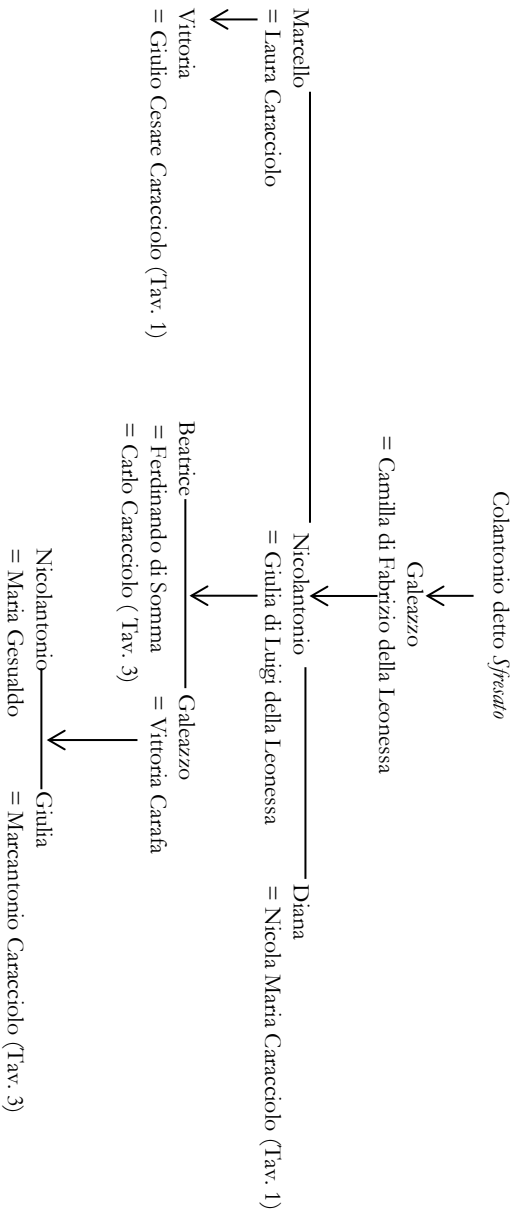 Colantonio detto Sfresato
Galeazzo
= Camilla di Fabrizio della Leonessa
Marcello
= Laura Caracciolo
Nicolantonio
= Giulia di Luigi della Leonessa
Diana
= Nicola Maria Caracciolo (Tav. 1)
Vittoria
= Giulio Cesare Caracciolo (Tav. 1)
Beatrice
= Ferdinando di Somma
= Carlo Caracciolo ( Tav. 3)
Galeazzo
= Vittoria Carafa
Nicolantonio
= Maria Gesualdo
Giulia
= Marcantonio Caracciolo (Tav. 3)